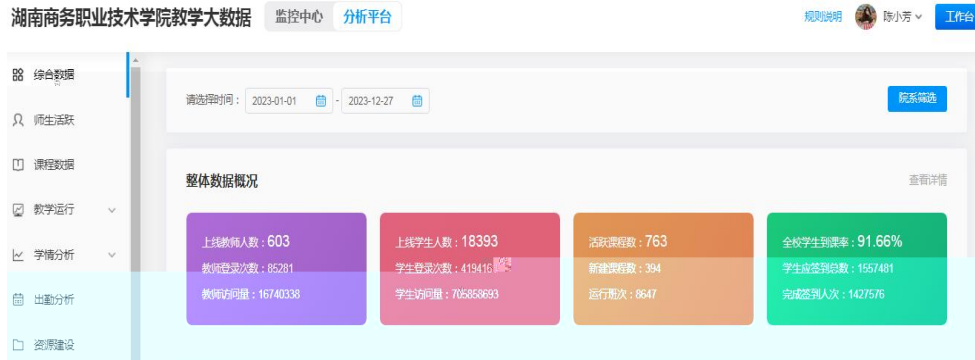 湖南商务职业技术学院教学大数据 监控中心 分析平台 规则说明 陈小芳 工作台
综合数据
师生活跃
课程数据
教学运行
学情分析
出勤分析
资源建设
请选择时间： 2023-01-01 - 2023-12-27 院系筛选
整体数据概况 查看详情
上线教师人数：603
教师登录次数：85281
教师访问量：16740338
上线学生人数：18393
学生登录次数：419416
学生访问量：705858693
活跃课程数：763
新建课程数：394
运行班次：8647
全校学生到课率：91.66%
学生应签到总数：1557481
完成签到人次：1427576